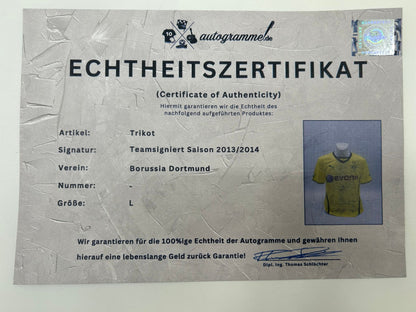 10
autogramme.de
ECHTHEITSZERTIFIKAT
(Certificate of Authenticity)
Hiermit garantieren wir die Echtheit des
nachfolgend aufgeführten Produktes:
Artikel: Trikot
Signatur: Teamsigniert Saison 2013/2014
Verein: Borussia Dortmund
Nummer: -
Größe: L
EVONIK
Wir garantieren für die 100%ige Echtheit der Autogramme und gewähren Ihnen
hierauf eine lebenslange Geld zurück Garantie!
Dipl. Ing. Thomas Schlächter